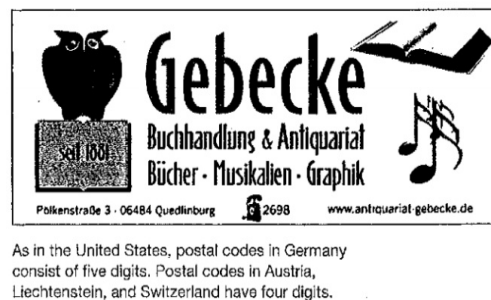 Gebecke
seit 1881
Buchhandlung & Antiquariat
Bücher · Musikalien · Graphik
Pölkenstraße 3 · 06484 Quedlinburg 2698 www.antiquariat-gebecke.de
As in the United States, postal codes in Germany
consist of five digits. Postal codes in Austria,
Liechtenstein, and Switzerland have four digits.